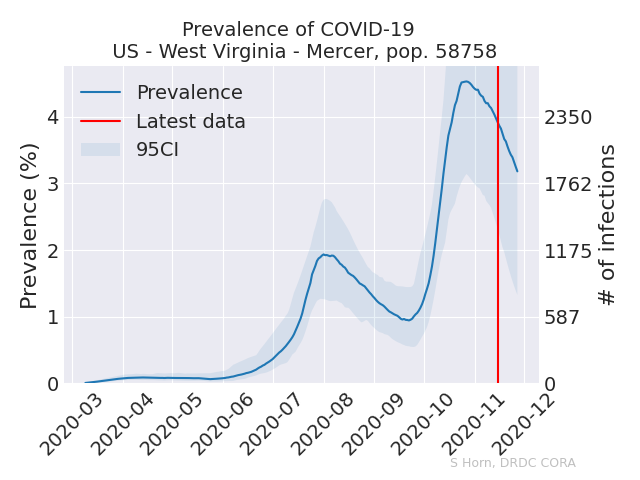 Prevalence of COVID-19
US - West Virginia - Mercer, pop. 58758
Prevalence
Latest data
95CI
Prevalence (%)
4
3
2
1
0
2350
1762
1175
587
0
# of infections
2020-03
2020-04
2020-05
2020-06
2020-07
2020-08
2020-09
2020-10
2020-11
2020-12
S Horn, DRDC CORA